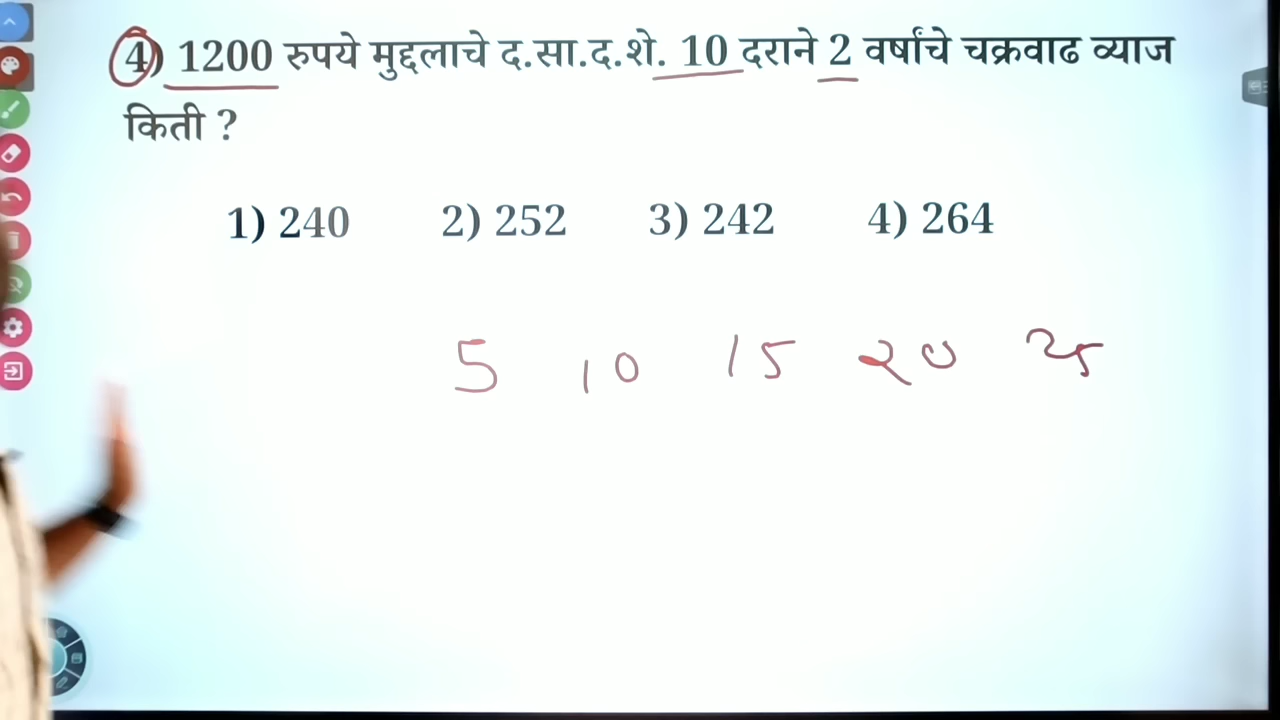 4) 1200 रुपये मुद्दलाचे द.सा.द.शे. 10 दराने 2 वर्षांचे चक्रवाढ व्याज
किती ?
1) 240 2) 252 3) 242 4) 264
5 10 15 20 25